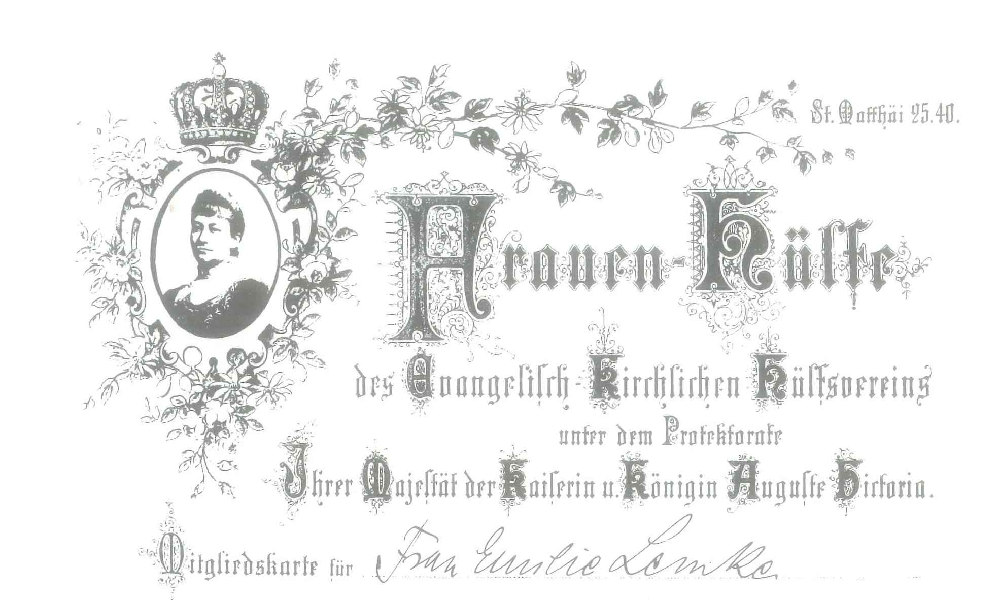 St. Matthäi 25.40.
Frauen-Hülfe
des Evangelisch-Kirchlichen Hülfsvereins
unter dem Protektorate
Ihrer Majestät der Kaiserin u. Königin Auguste Victoria.
Mitgliedskarte für Frau Emilie Lemke